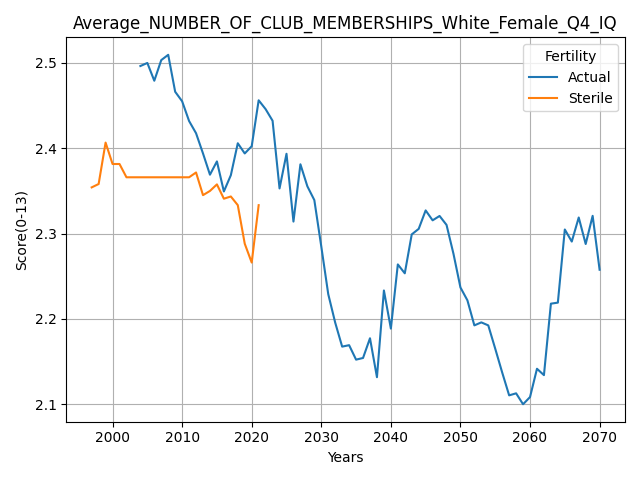 Average_NUMBER_OF_CLUB_MEMBERSHIPS_White_Female_Q4_IQ
Fertility
Actual
Sterile
Score(0-13)
2.5
2.4
2.3
2.2
2.1
2000 2010 2020 2030 2040 2050 2060 2070
Years